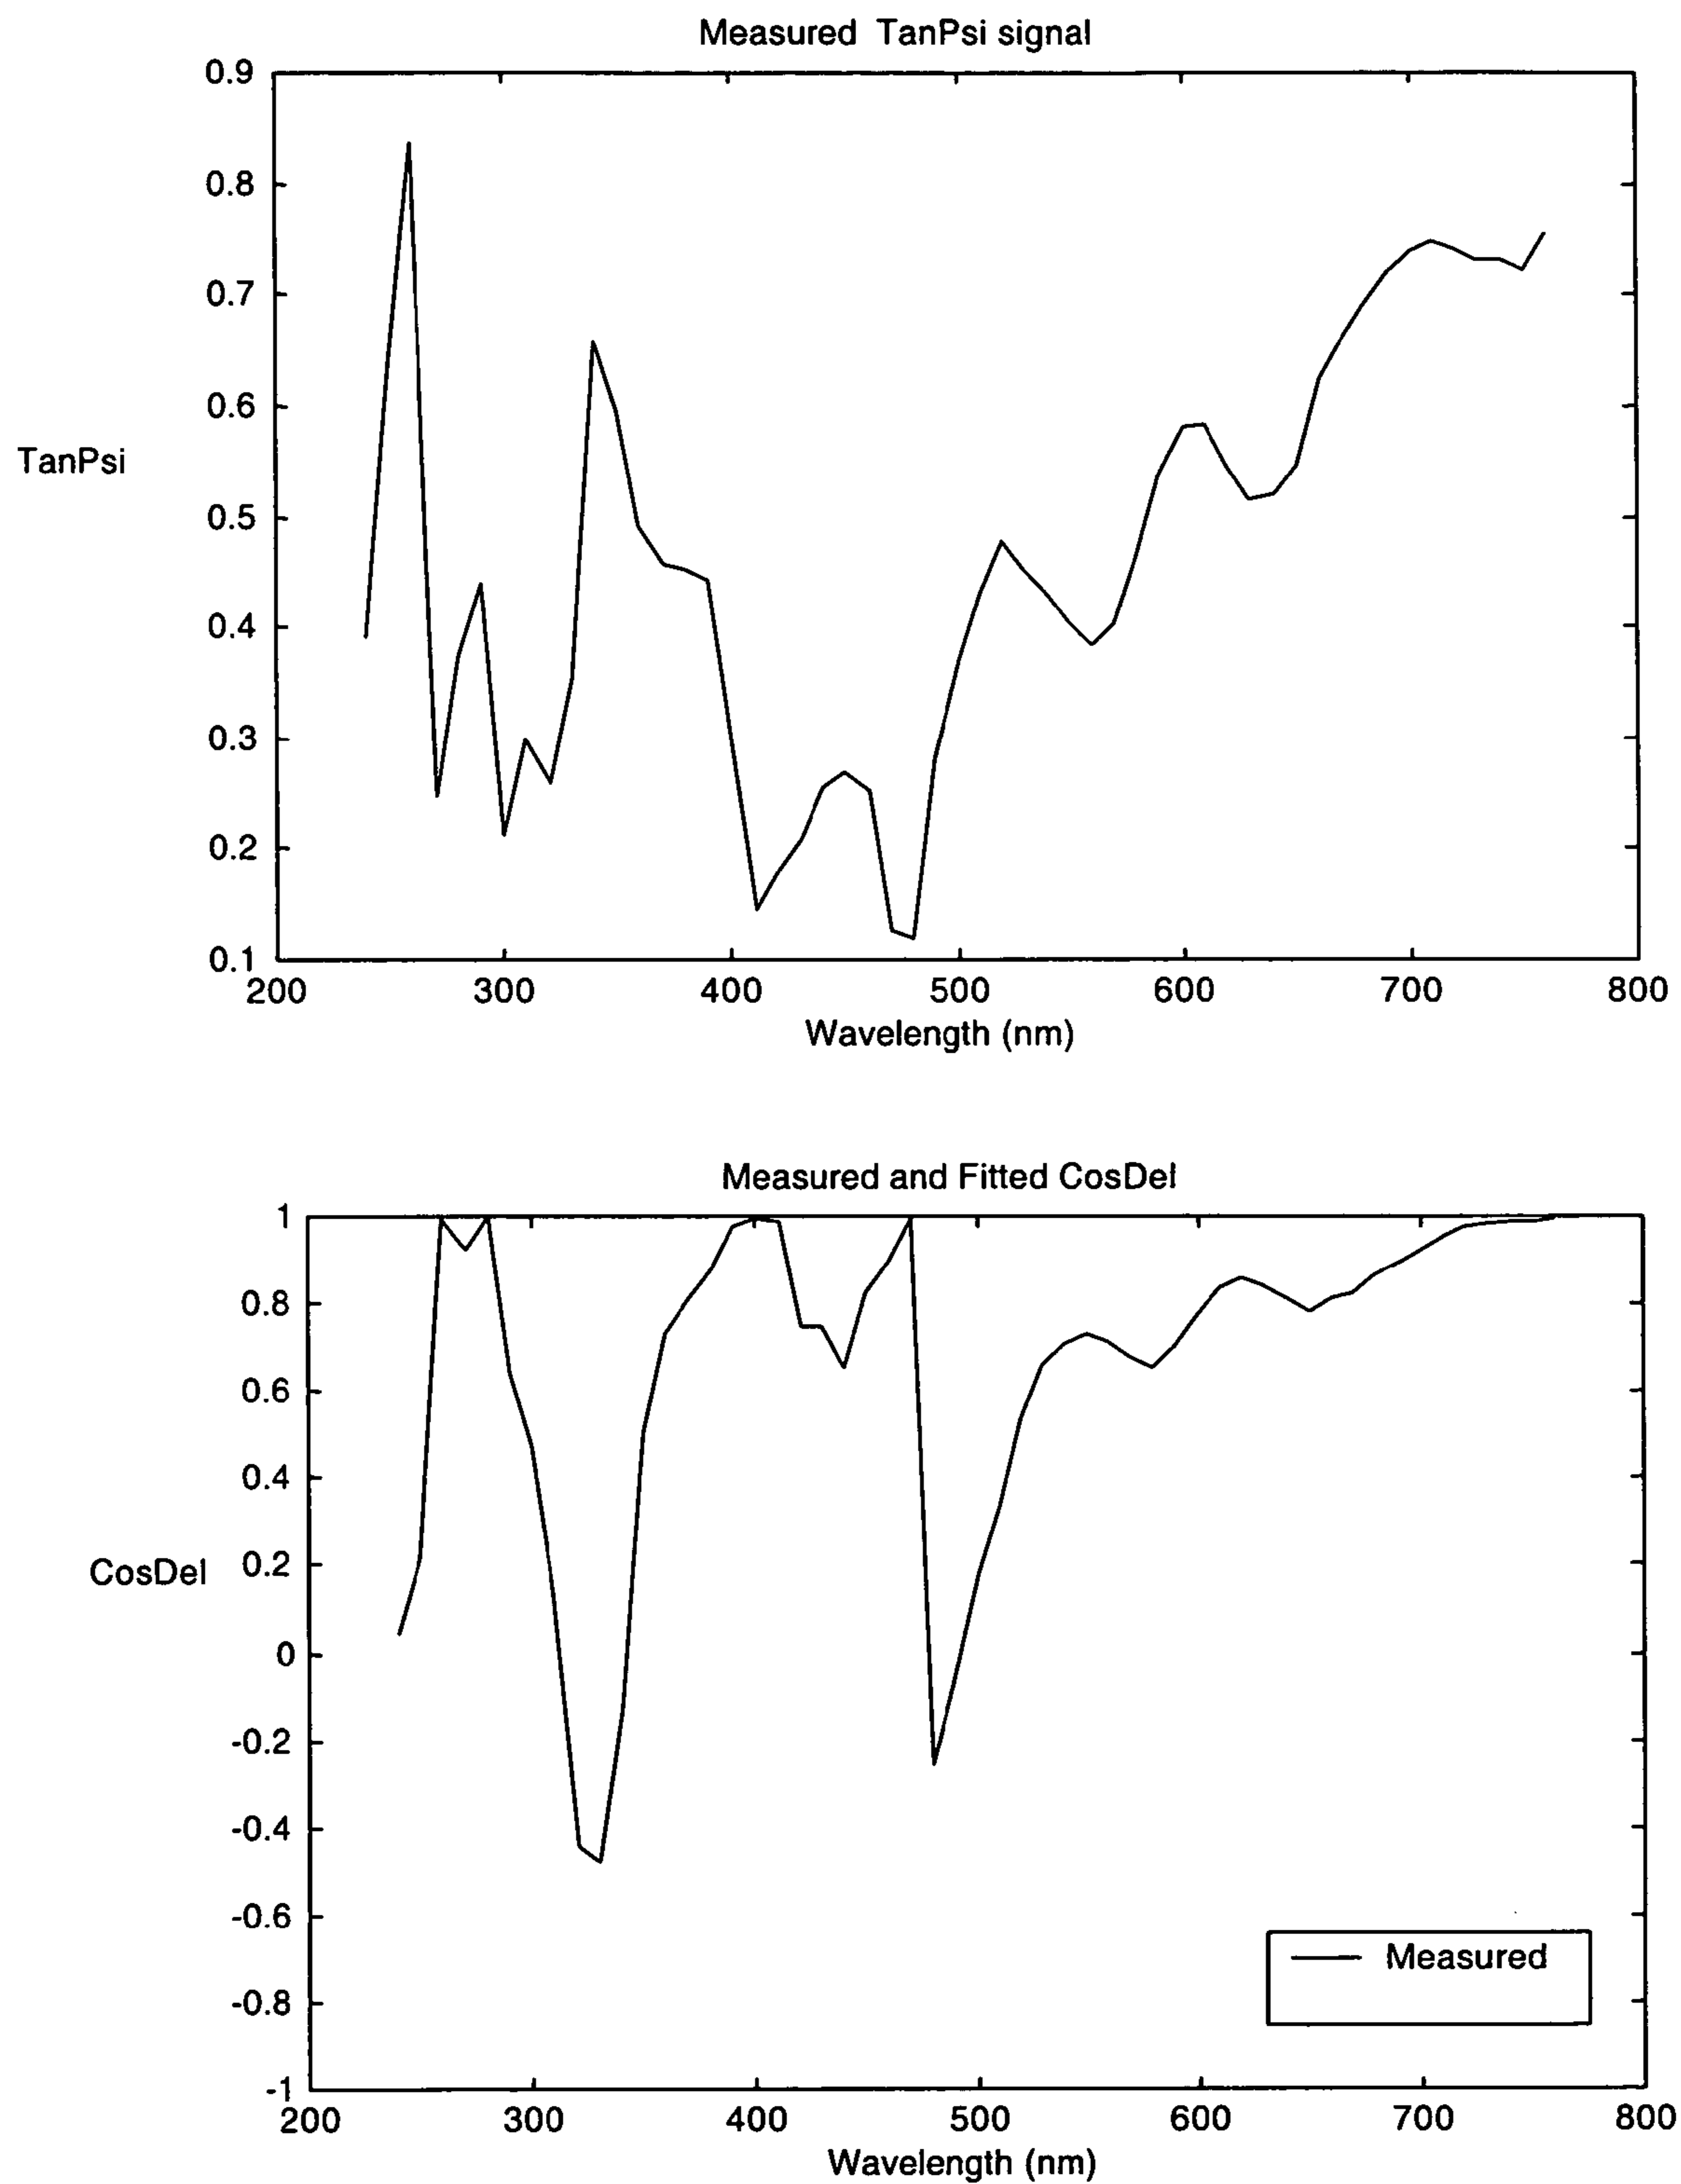 Measured TanPsi signal
0.9
0.8
0.7
0.6
TanPsi
0.5
0.4
0.3
0.2
0.1
200 300 400 500 600 700 800
Wavelength (nm)
Measured and Fitted CosDel
1
0.8
0.6
0.4
CosDel 0.2
0
-0.2
-0.4
-0.6
Measured
-0.8
-1
200 300 400 500 600 700 800
Wavelength (nm)